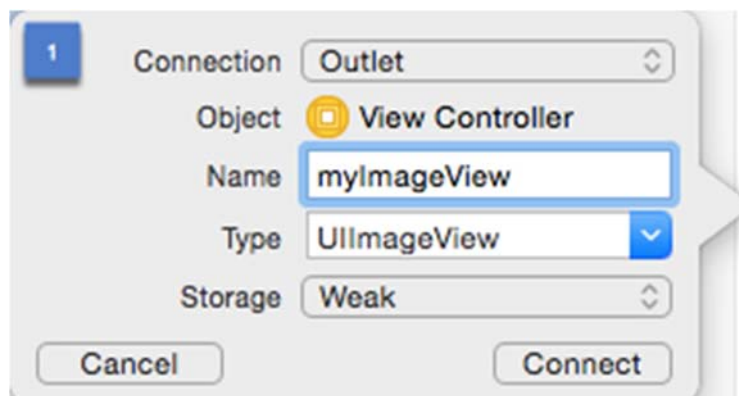 1
Connection Outlet
Object View Controller
Name myImageView
Type UIImageView
Storage Weak
Cancel Connect